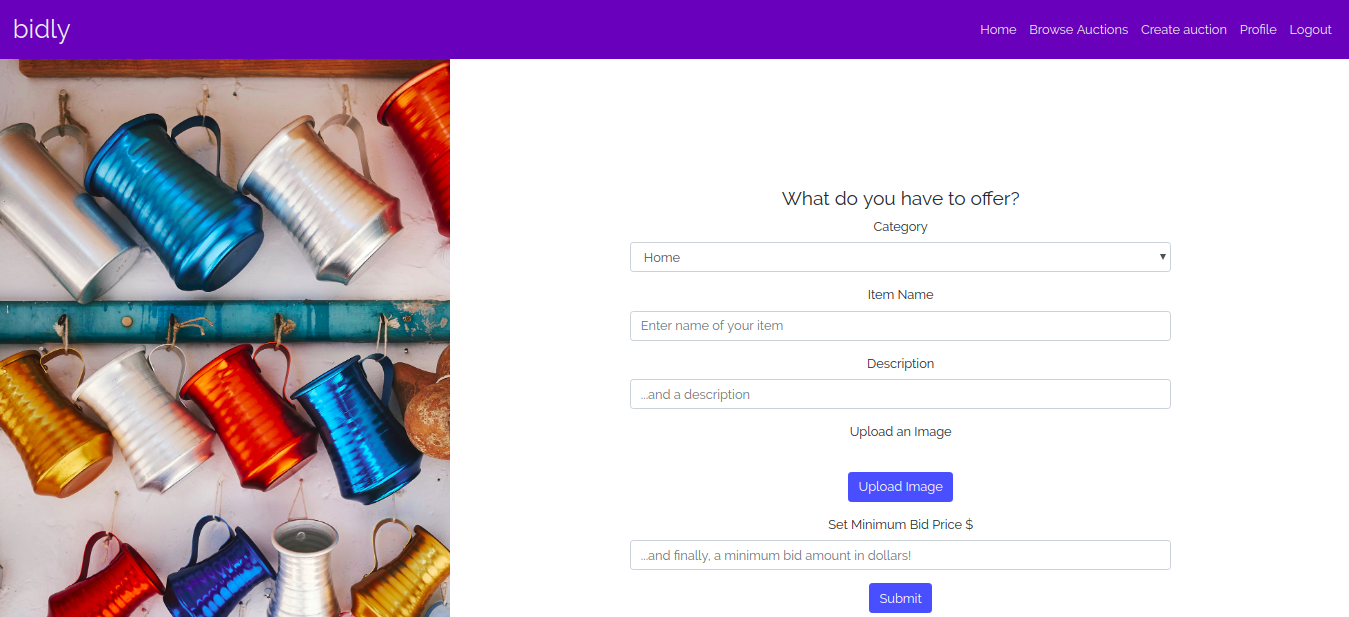 bidly
Home Browse Auctions Create auction Profile Logout
What do you have to offer?
Category
Home
Item Name
Enter name of your item
Description
...and a description
Upload an Image
Upload Image
Set Minimum Bid Price $
...and finally, a minimum bid amount in dollars!
Submit